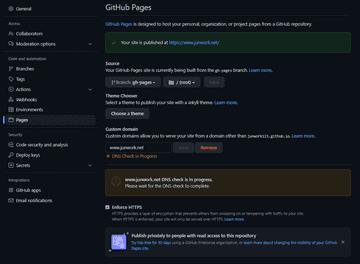 General
Access
Collaborators
Moderation options
Code and automation
Branches
Tags
Actions
Webhooks
Environments
Pages
Security
Code security and analysis
Deploy keys
Secrets
Integrations
GitHub apps
Email notifications
GitHub Pages
GitHub Pages is designed to host your personal, organization, or project pages from a GitHub repository.
Your site is published at https://www.junwork.net/
Source
Your GitHub Pages site is currently being built from the gh-pages branch. Learn more.
Branch: gh-pages
/ (root)
Save
Theme Chooser
Select a theme to publish your site with a Jekyll theme. Learn more.
Choose a theme
Custom domain
Custom domains allow you to serve your site from a domain other than Learn more.
www.junwork.net
Save
Remove
DNS Check in Progress
www.junwork.net DNS check is in progress.
Please wait for the DNS check to complete.
Enforce HTTPS
HTTPS provides a layer of encryption that prevents others from snooping on or tampering with traffic to your site.
When HTTPS is enforced, your site will only be served over HTTPS. Learn more.
Publish privately to people with read access to this repository
Try risk-free for 30 days using a GitHub Enterprise organization, or learn more about changing the visibility of your GitHub
Pages site.